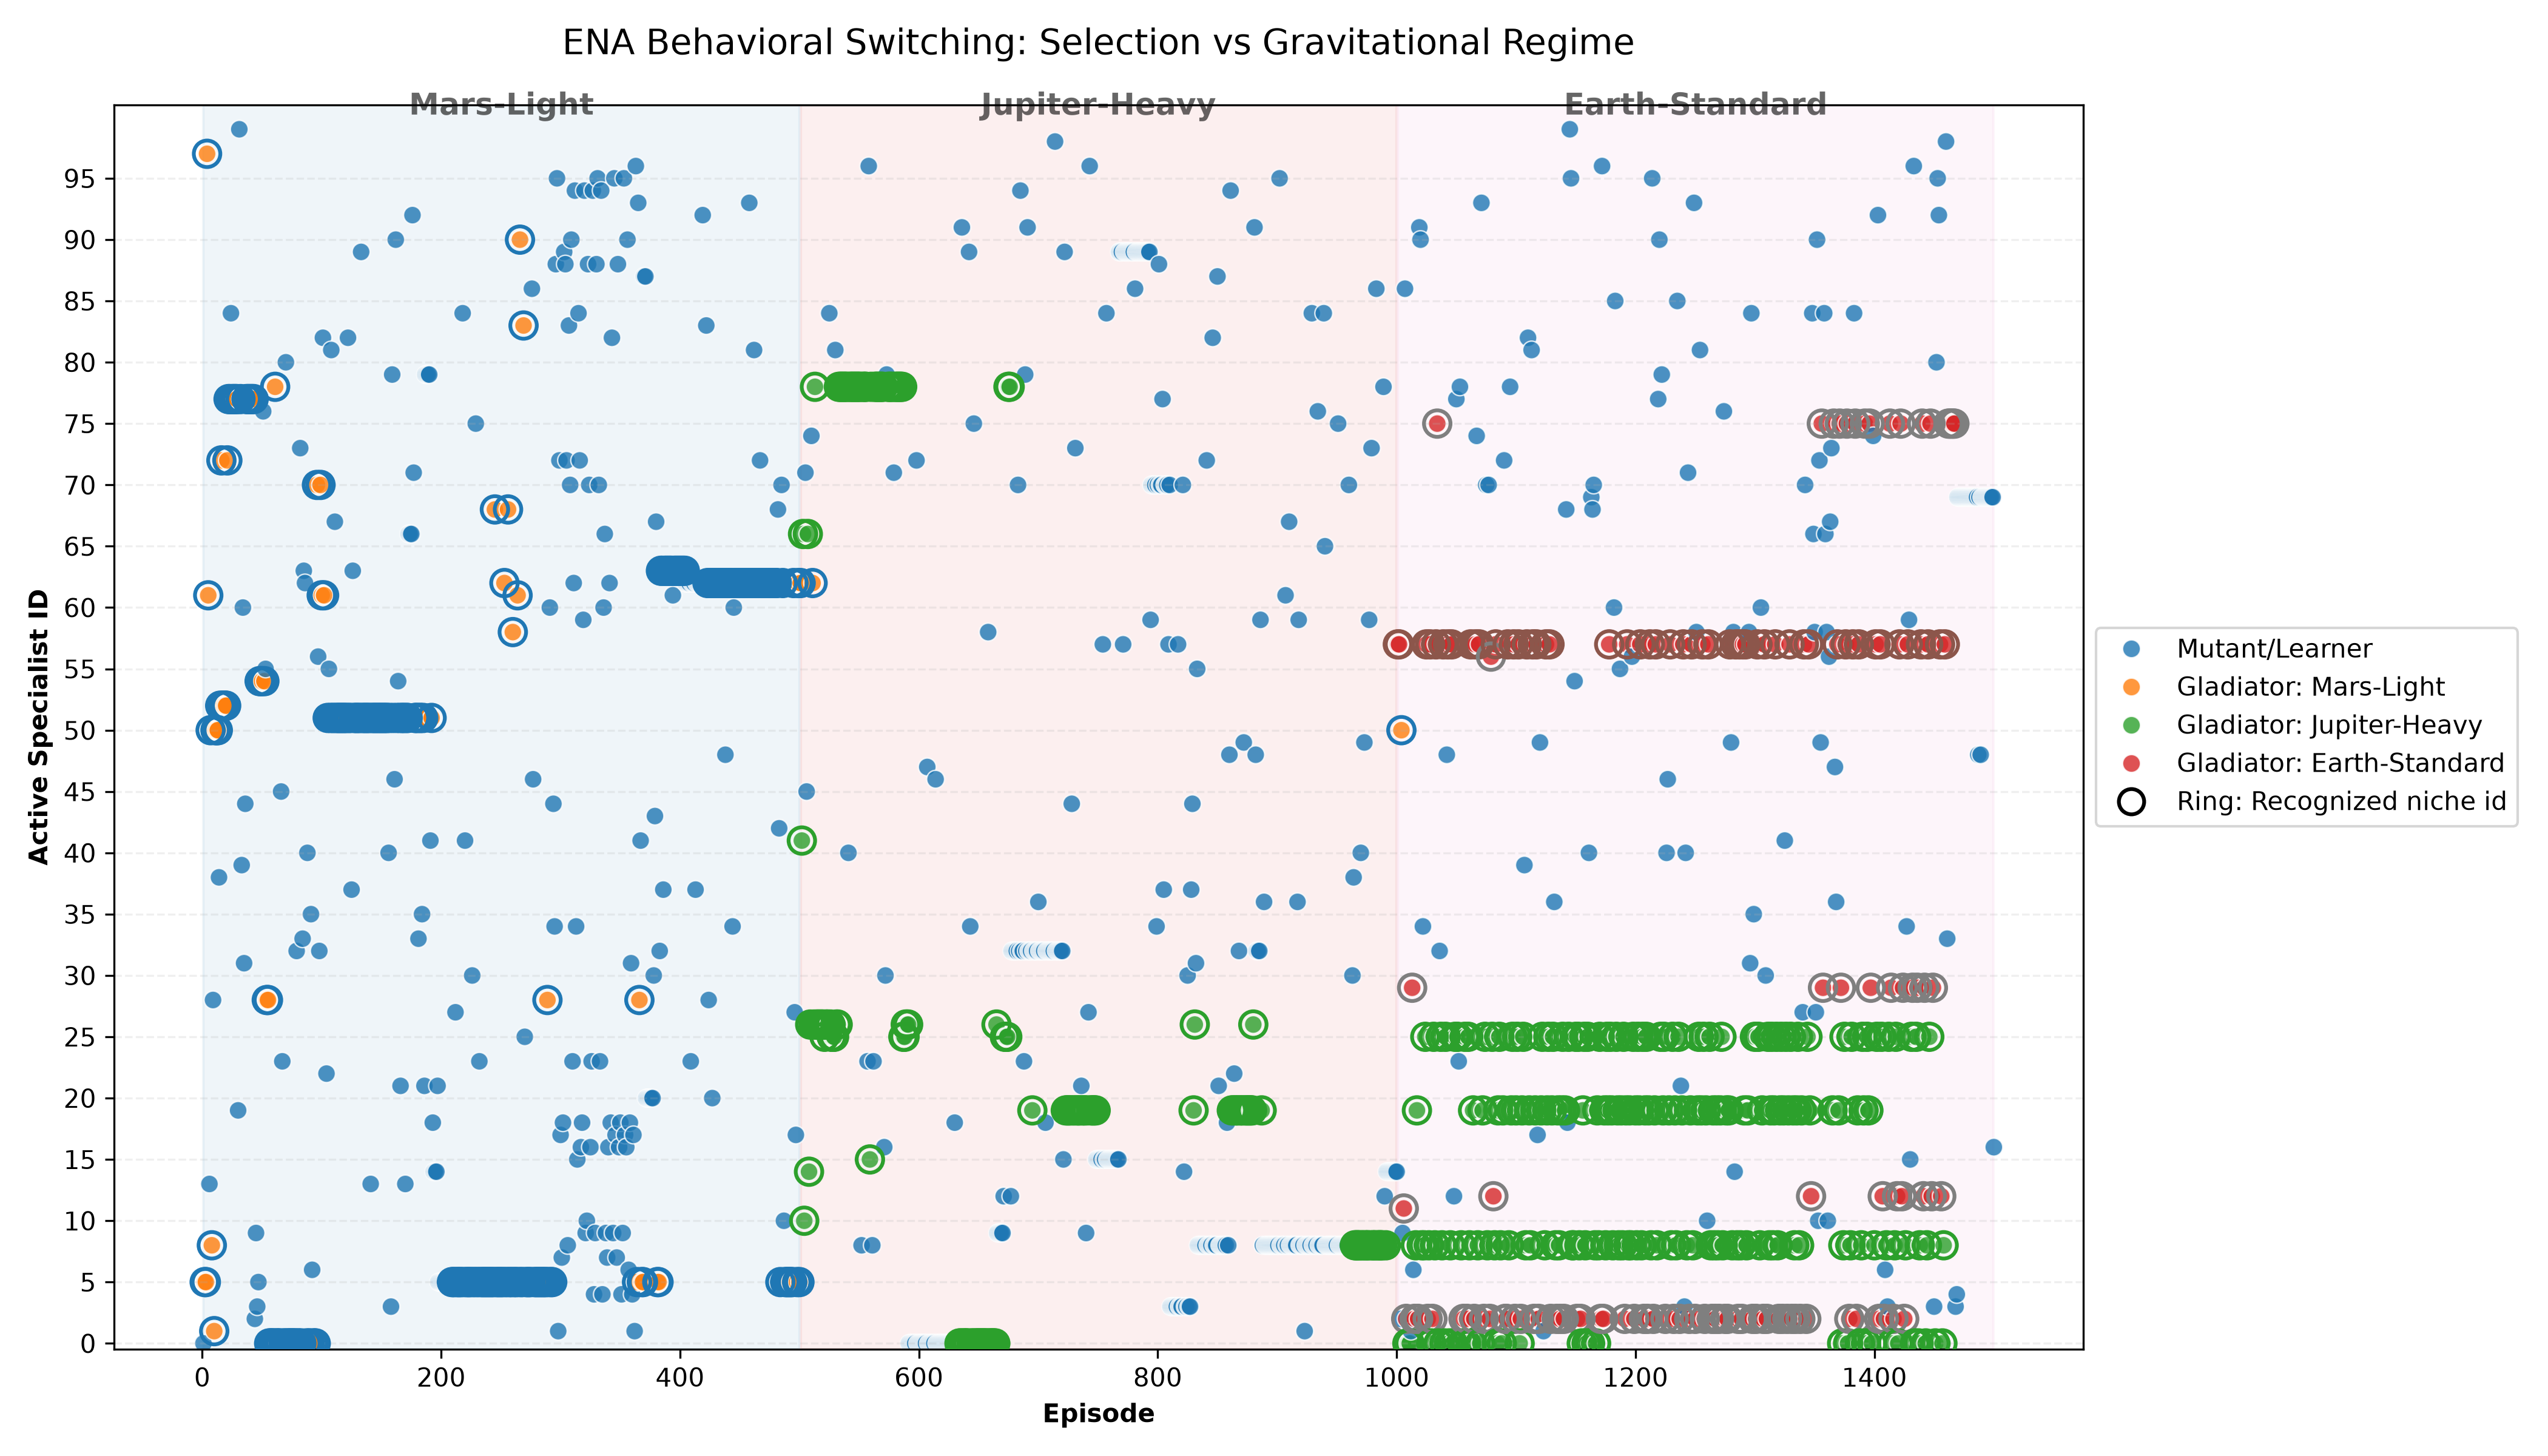 ENA Behavioral Switching: Selection vs Gravitational Regime
Mars-Light
Jupiter-Heavy
Earth-Standard
Active Specialist ID
95
90
85
80
75
70
65
60
55
50
45
40
35
30
25
20
15
10
5
0
0
200
400
600
800
1000
1200
1400
Episode
Mutant/Learner
Gladiator: Mars-Light
Gladiator: Jupiter-Heavy
Gladiator: Earth-Standard
Ring: Recognized niche id